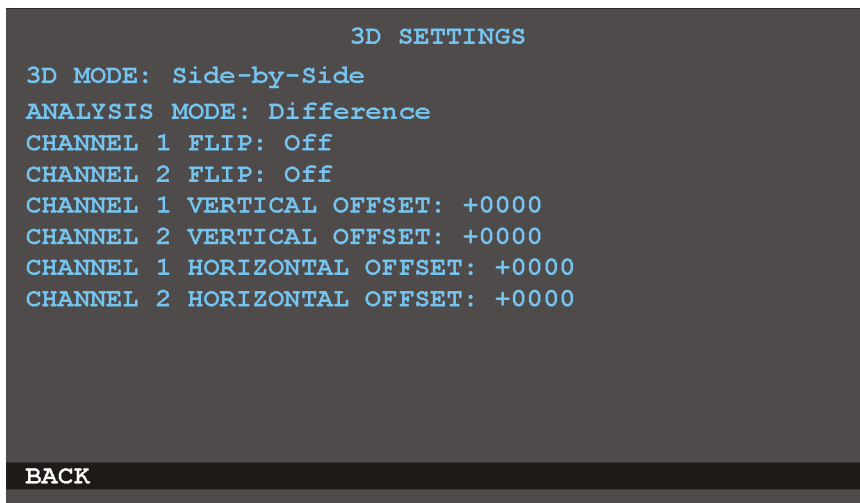 3D SETTINGS
3D MODE: Side-by-Side
ANALYSIS MODE: Difference
CHANNEL 1 FLIP: Off
CHANNEL 2 FLIP: Off
CHANNEL 1 VERTICAL OFFSET: +0000
CHANNEL 2 VERTICAL OFFSET: +0000
CHANNEL 1 HORIZONTAL OFFSET: +0000
CHANNEL 2 HORIZONTAL OFFSET: +0000
BACK